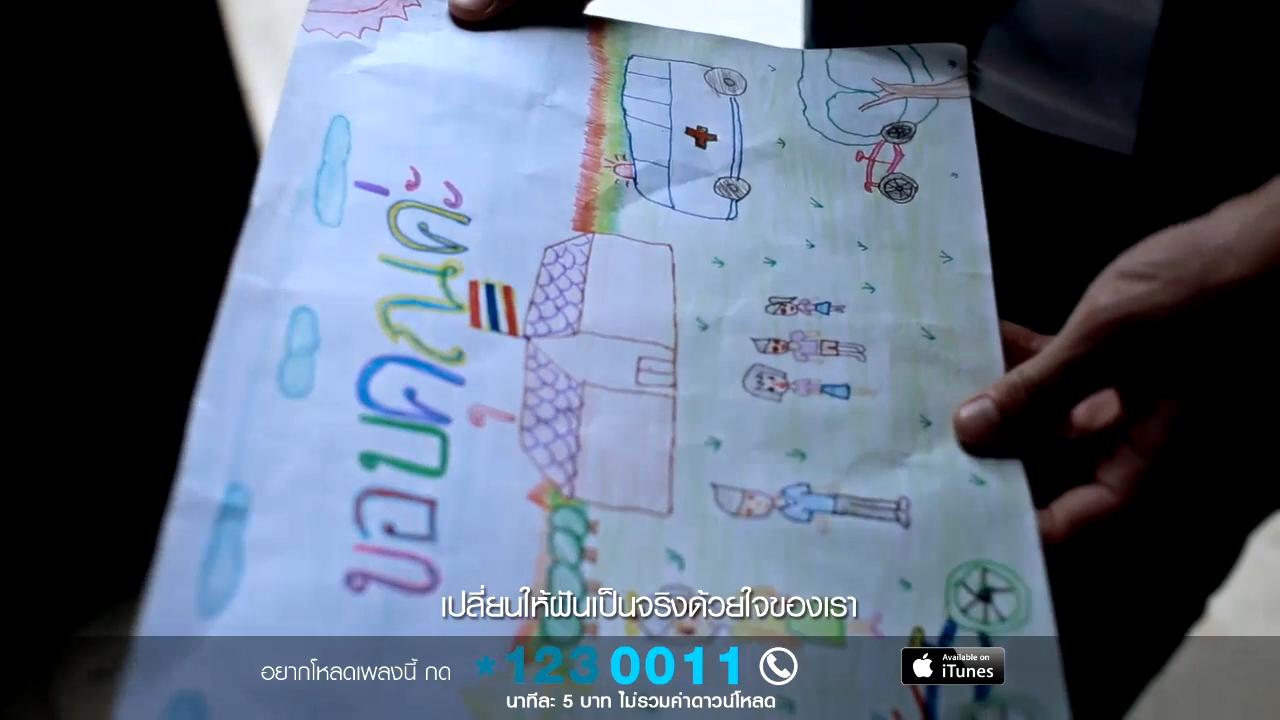 ขอบคุณค่ะ
เปลี่ยนให้ฝันเป็นจริงด้วยใจของเรา
อยากโหลดเพลงนี้ กด *123 0011
Available on
iTunes
นาทีละ 5 บาท ไม่รวมค่าดาวน์โหลด